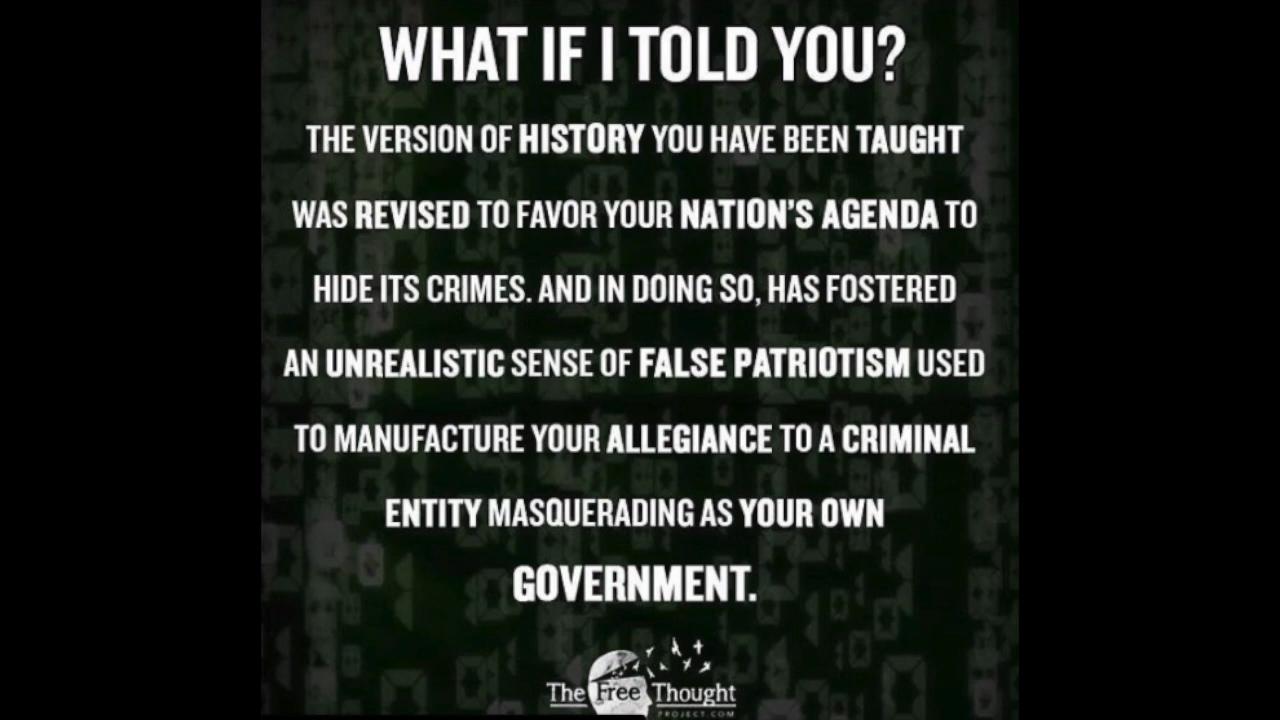 WHAT IF I TOLD YOU?
THE VERSION OF HISTORY YOU HAVE BEEN TAUGHT
WAS REVISED TO FAVOR YOUR NATION'S AGENDA TO
HIDE ITS CRIMES. AND IN DOING SO, HAS FOSTERED
AN UNREALISTIC SENSE OF FALSE PATRIOTISM USED
TO MANUFACTURE YOUR ALLEGIANCE TO A CRIMINAL
ENTITY MASQUERADING AS YOUR OWN
GOVERNMENT.
The Free Thought
PROJECT.COM